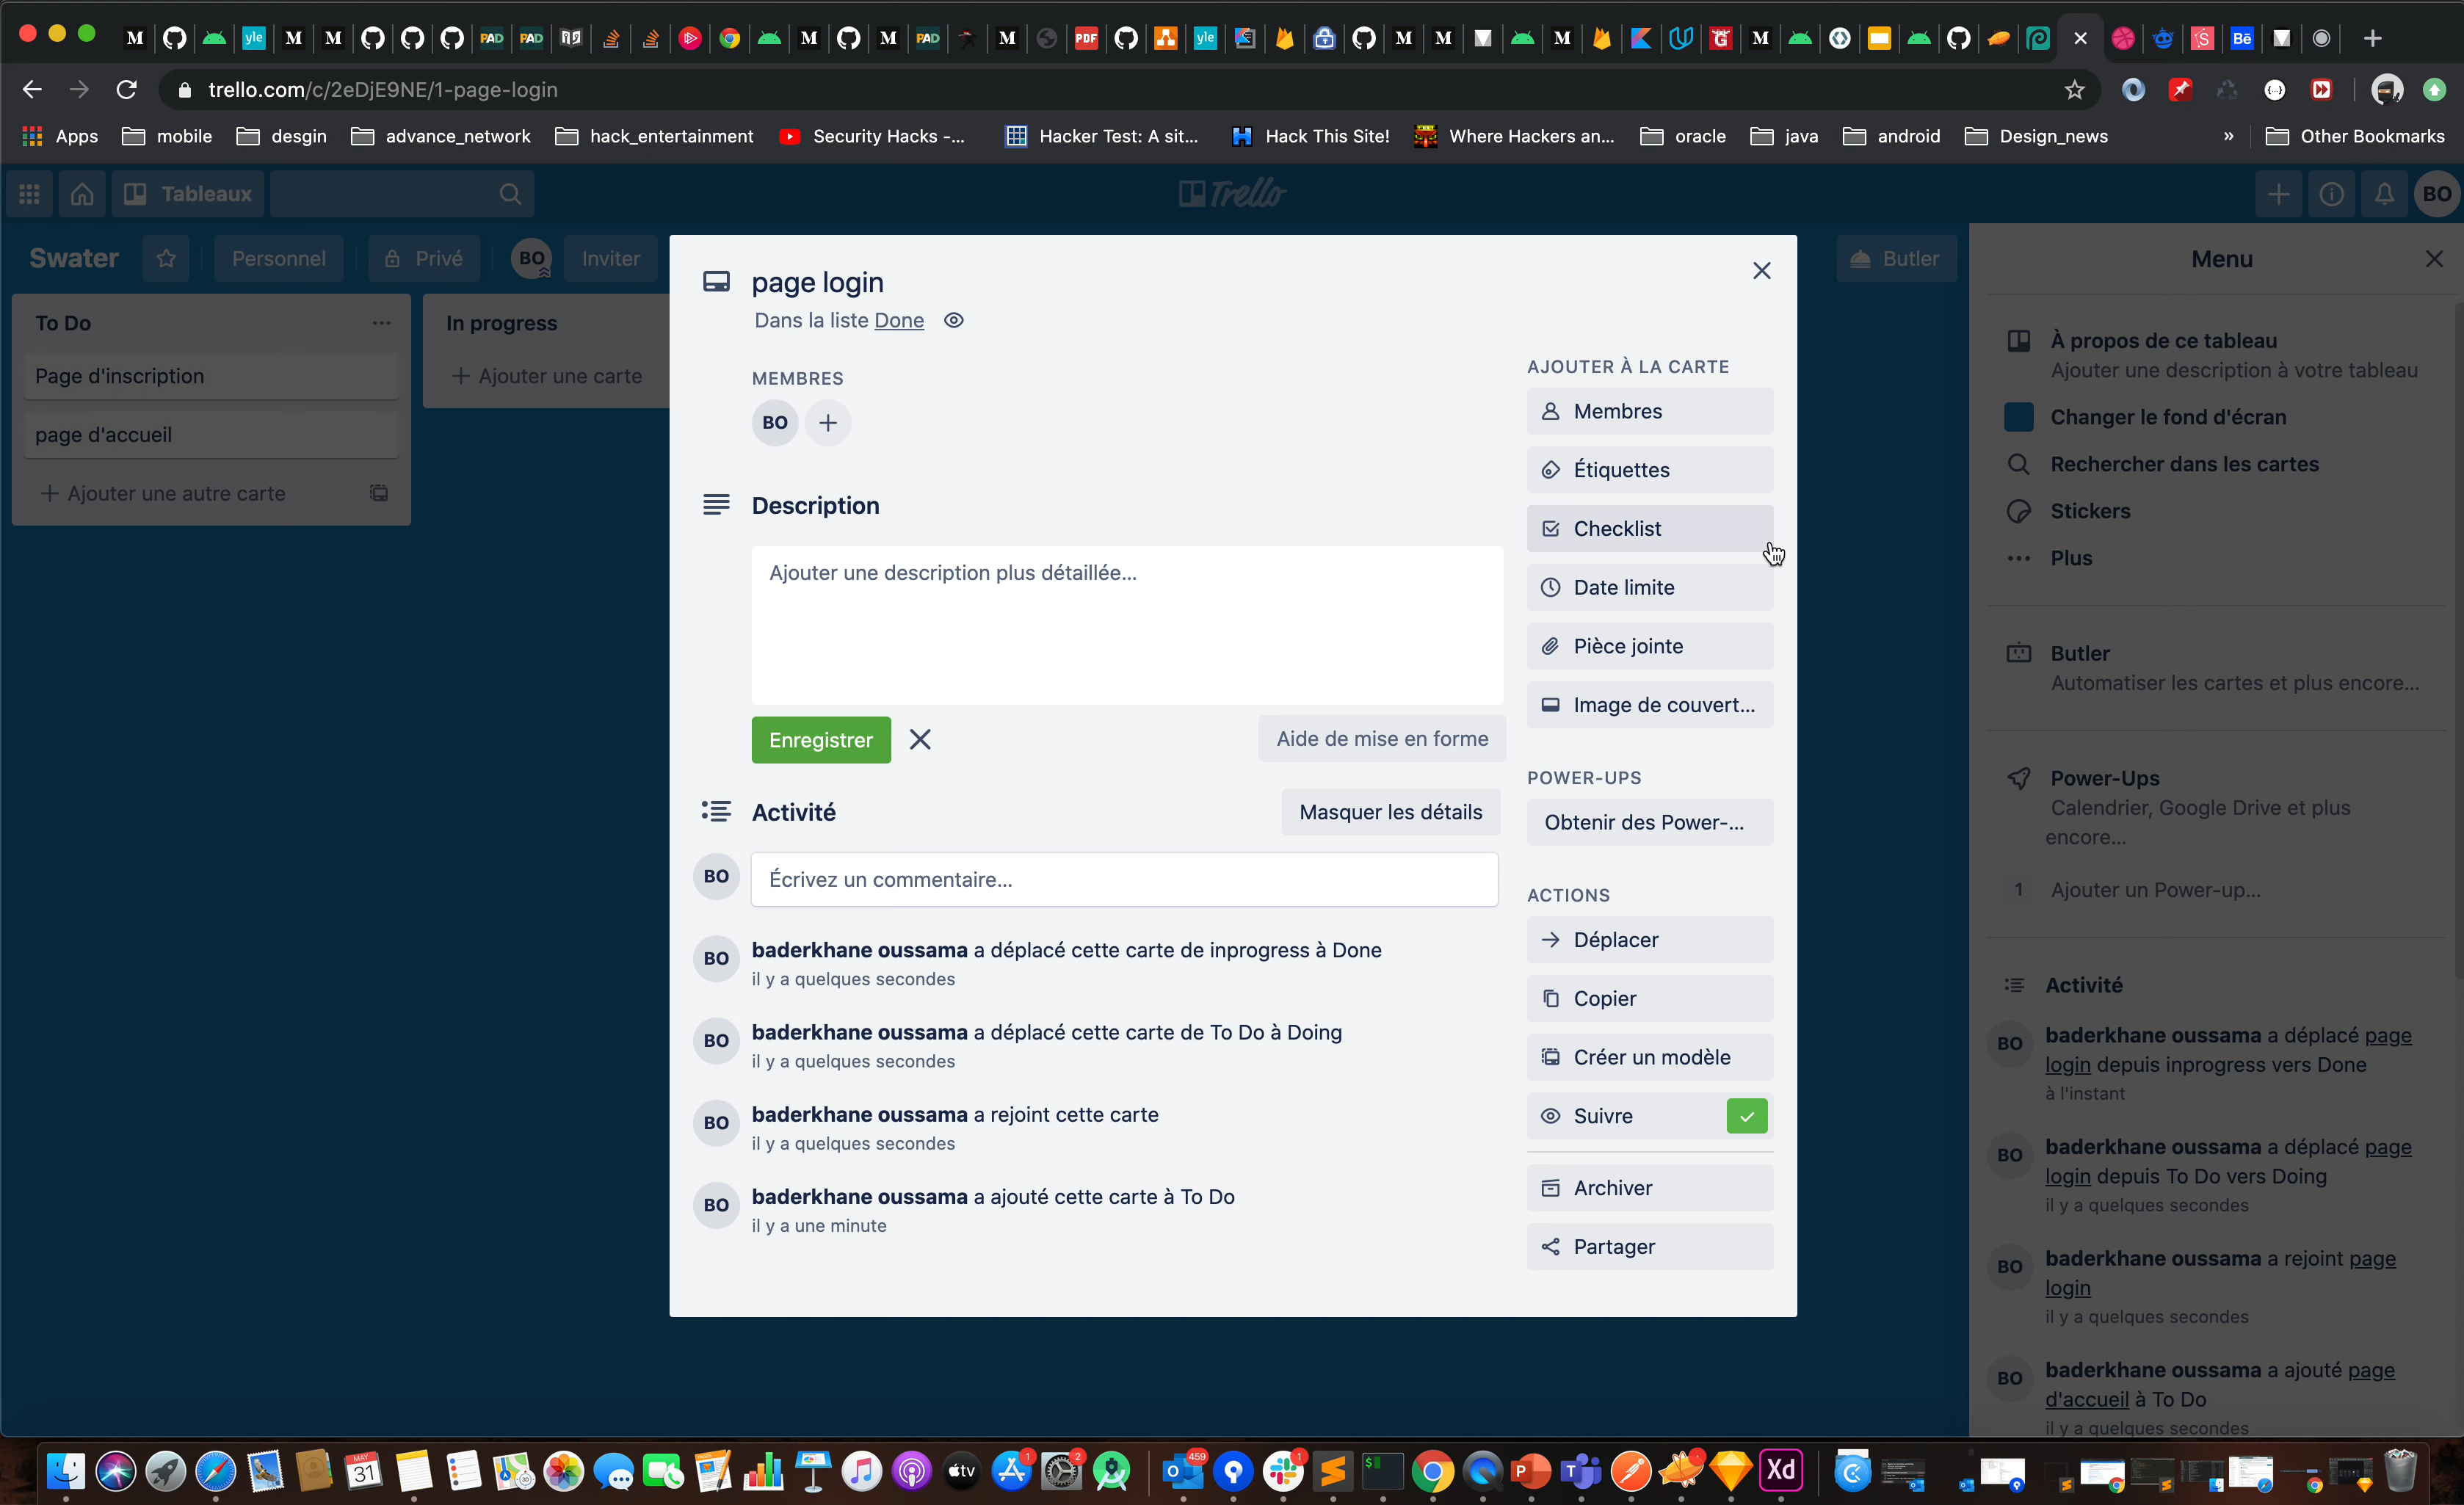 trello.com/c/2eDjE9NE/1-page-login
Apps
mobile
desgin
advance_network
hack_entertainment
Security Hacks -...
Hacker Test: A sit...
Hack This Site!
Where Hackers an...
oracle
java
android
Design_news
»
Other Bookmarks
Tableaux
Trello
BO
Swater
Personnel
Privé
BO
Inviter
Butler
To Do
Page d'inscription
page d'accueil
Ajouter une autre carte
In progress
Ajouter une carte
page login
Dans la liste Done
MEMBRES
BO
Description
Ajouter une description plus détaillée...
Enregistrer
Aide de mise en forme
Activité
Masquer les détails
BO
Écrivez un commentaire...
BO
baderkhane oussama a déplacé cette carte de inprogress à Done
il y a quelques secondes
BO
baderkhane oussama a déplacé cette carte de To Do à Doing
il y a quelques secondes
BO
baderkhane oussama a rejoint cette carte
il y a quelques secondes
BO
baderkhane oussama a ajouté cette carte à To Do
il y a une minute
AJOUTER À LA CARTE
Membres
Étiquettes
Checklist
Date limite
Pièce jointe
Image de couvert...
POWER-UPS
Obtenir des Power-...
ACTIONS
Déplacer
Copier
Créer un modèle
Suivre
Archiver
Partager
Menu
À propos de ce tableau
Ajouter une description à votre tableau
Changer le fond d'écran
Rechercher dans les cartes
Stickers
Plus
Butler
Automatiser les cartes et plus encore...
Power-Ups
Calendrier, Google Drive et plus
encore...
1
Ajouter un Power-up...
Activité
BO
baderkhane oussama a déplacé page
login depuis inprogress vers Done
à l'instant
BO
baderkhane oussama a déplacé page
login depuis To Do vers Doing
il y a quelques secondes
BO
baderkhane oussama a rejoint page
login
il y a quelques secondes
BO
baderkhane oussama a ajouté page
d'accueil à To Do
il y a quelques secondes
MAY
31
tv
1
2
459
1
Xd